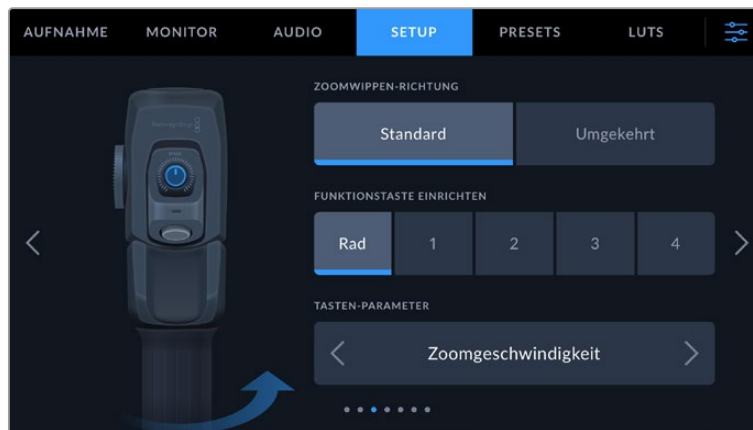 AUFNAHME MONITOR AUDIO SETUP PRESETS LUTS
ZOOMWIPPEN-RICHTUNG
Standard Umgekehrt
FUNKTIONSTASTE EINRICHTEN
Rad 1 2 3 4
TASTEN-PARAMETER
Zoomgeschwindigkeit